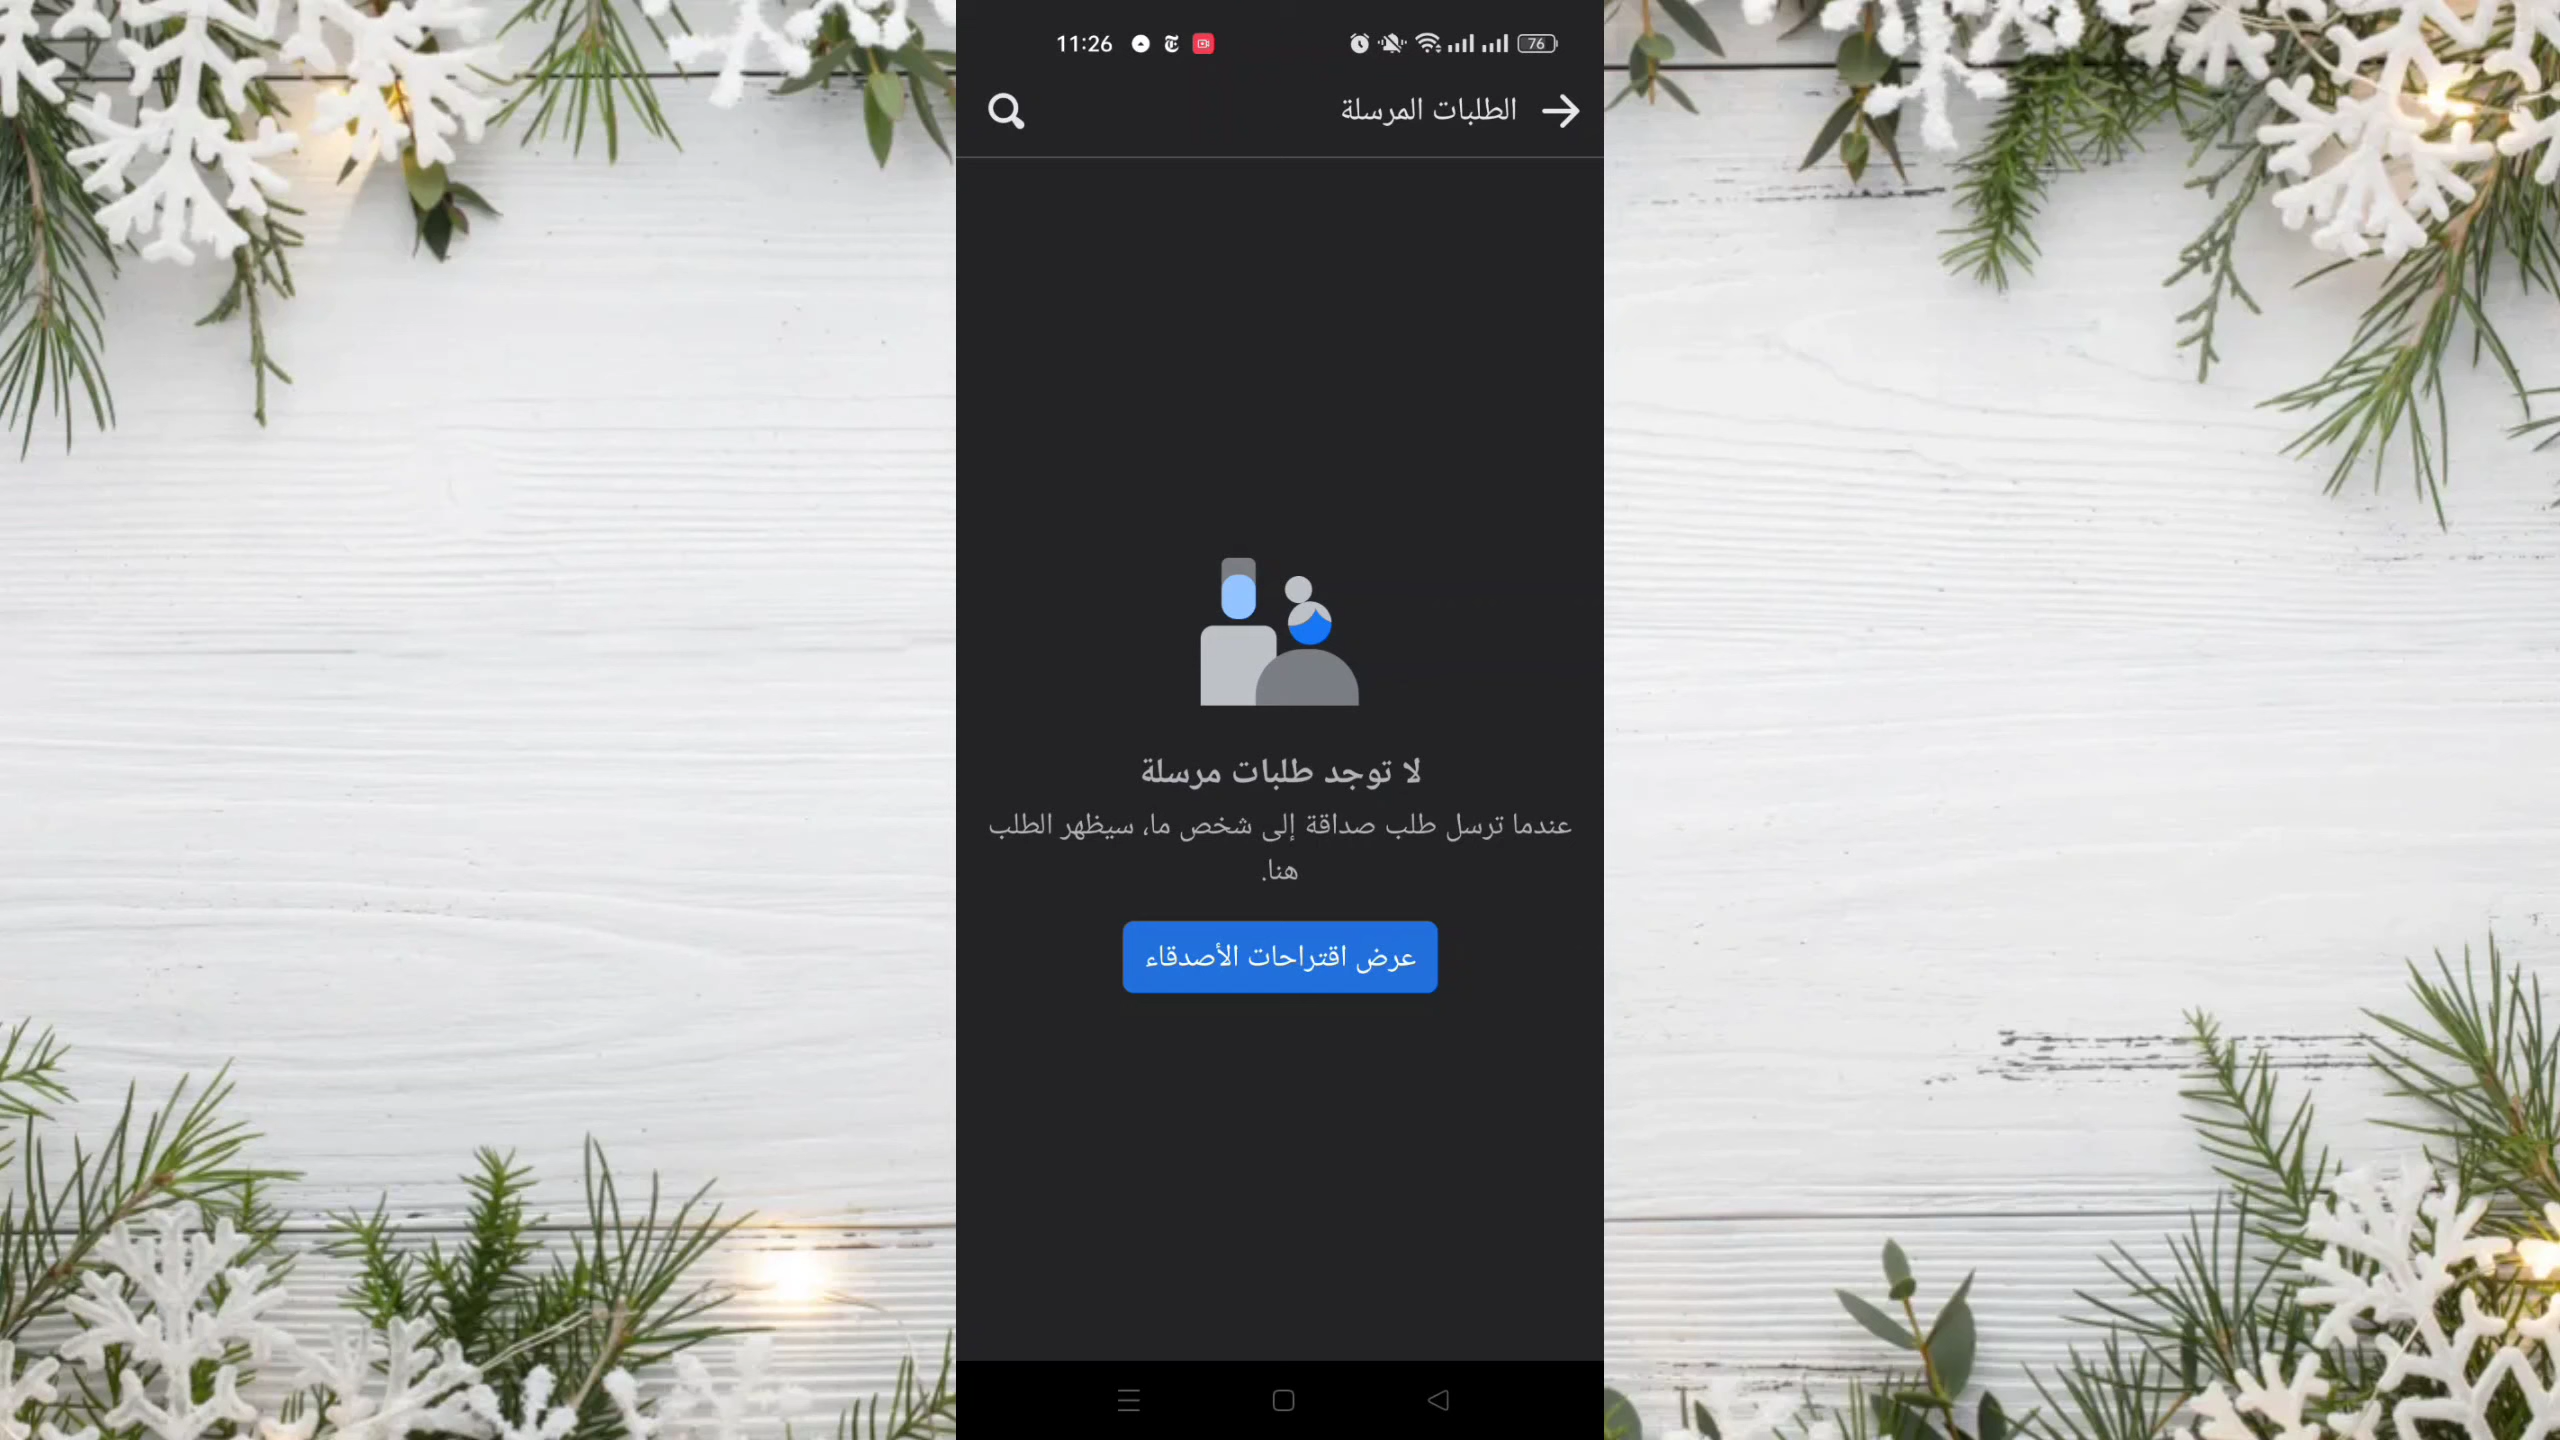 11:26
76
الطلبات المرسلة
لا توجد طلبات مرسلة
عندما ترسل طلب صداقة إلى شخص ما، سيظهر الطلب
هنا.
عرض اقتراحات الأصدقاء